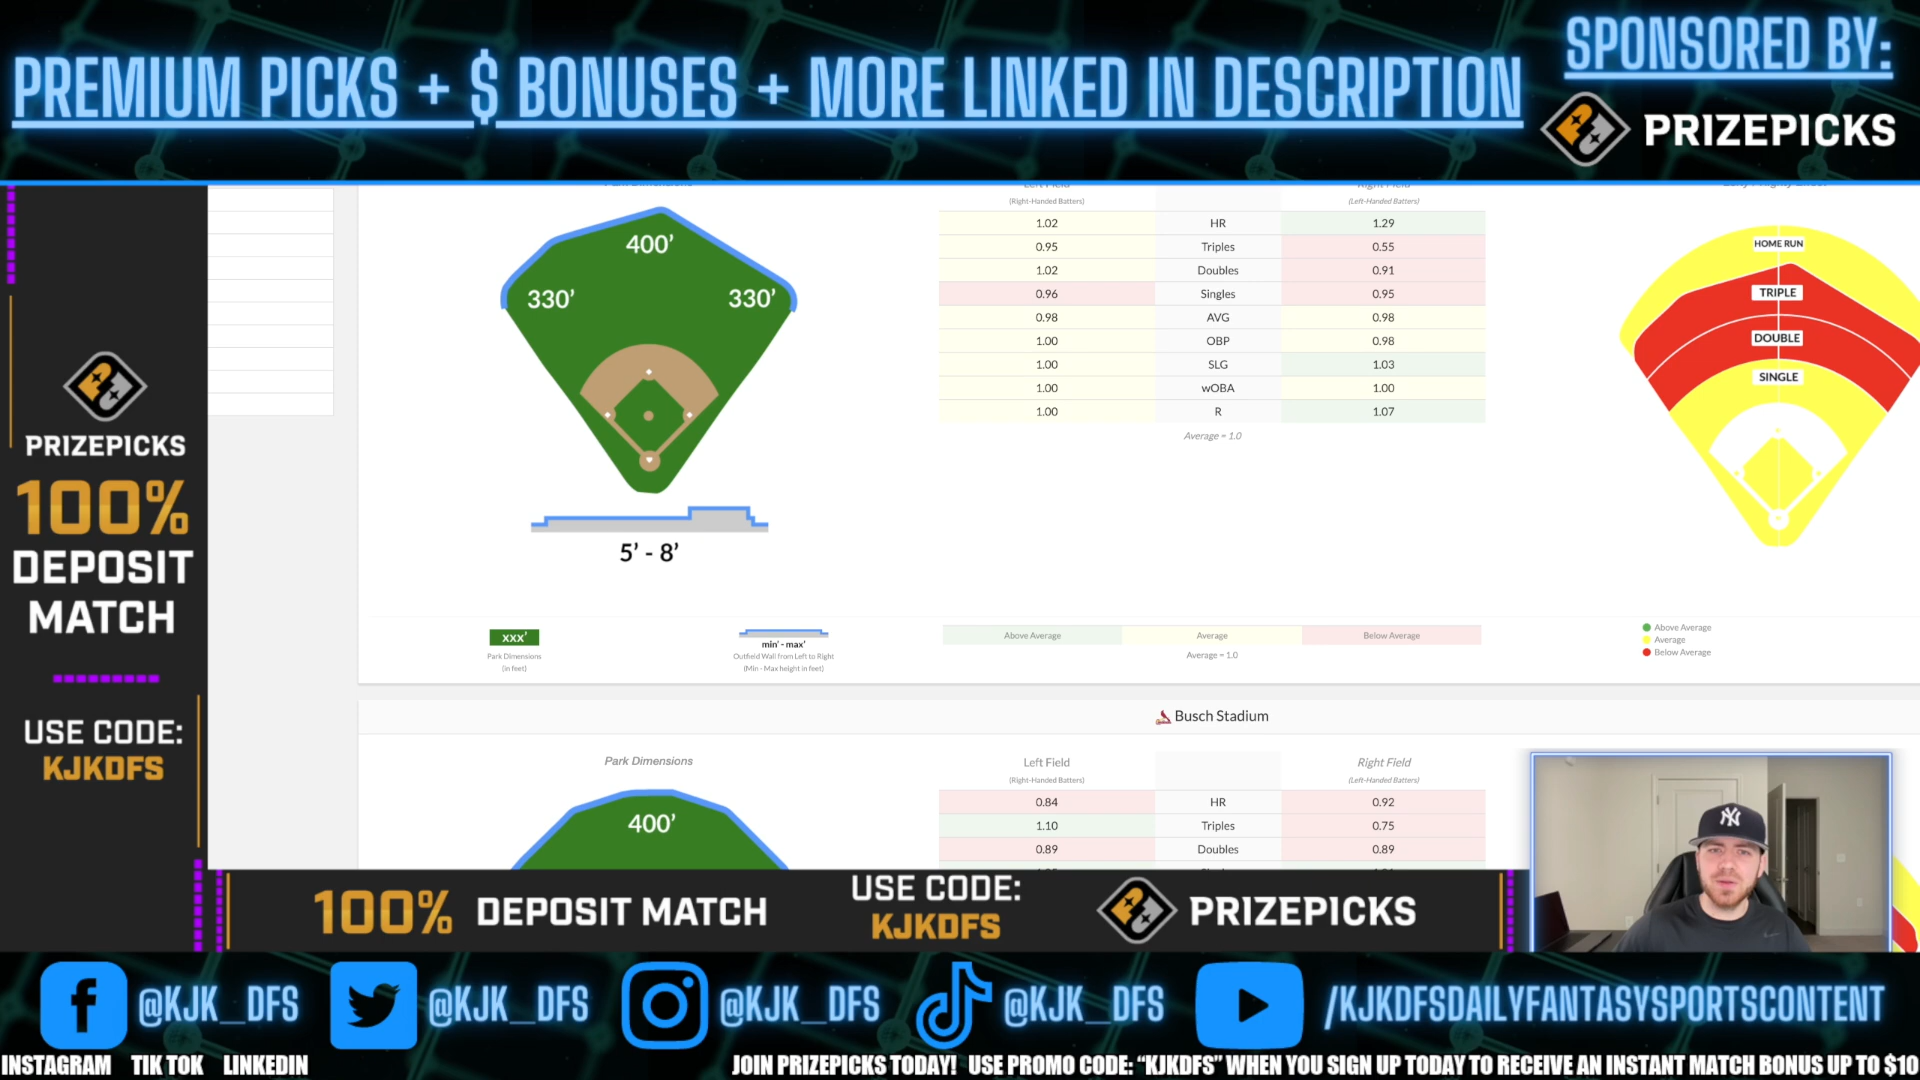 PREMIUM PICKS + $ BONUSES + MORE LINKED IN DESCRIPTION
SPONSORED BY:
PRIZEPICKS
(Right-Handed Batters) (Left-Handed Batters)
1.02 HR 1.29
0.95 Triples 0.55
1.02 Doubles 0.91
0.96 Singles 0.95
0.98 AVG 0.98
1.00 OBP 0.98
1.00 SLG 1.03
1.00 wOBA 1.00
1.00 R 1.07
Average = 1.0
400'
330' 330'
5' - 8'
HOME RUN
TRIPLE
DOUBLE
SINGLE
xxx'
Park Dimensions
(in feet)
min' - max'
Outfield Wall from Left to Right
(Min - Max height in feet)
Above Average Average Below Average
Average = 1.0
Above Average
Average
Below Average
Busch Stadium
Park Dimensions
400'
Left Field Right Field
(Right-Handed Batters) (Left-Handed Batters)
0.84 HR 0.92
1.10 Triples 0.75
0.89 Doubles 0.89
PRIZEPICKS
100%
DEPOSIT
MATCH
USE CODE:
KJKDFS
100% DEPOSIT MATCH
USE CODE:
KJKDFS
PRIZEPICKS
@KJK_DFS @KJK_DFS @KJK_DFS @KJK_DFS /KJKDFSDAILYFANTASYSPORTSCONTENT
INSTAGRAM TIK TOK LINKEDIN JOIN PRIZEPICKS TODAY! USE PROMO CODE: “KJKDFS” WHEN YOU SIGN UP TODAY TO RECEIVE AN INSTANT MATCH BONUS UP TO $10